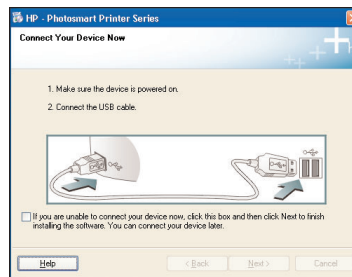 HP - Photosmart Printer Series
Connect Your Device Now
1. Make sure the device is powered on.
2. Connect the USB cable.
If you are unable to connect your device now, click this box and then click Next to finish
installing the software. You can connect your device later.
Help
< Back
Next >
Cancel